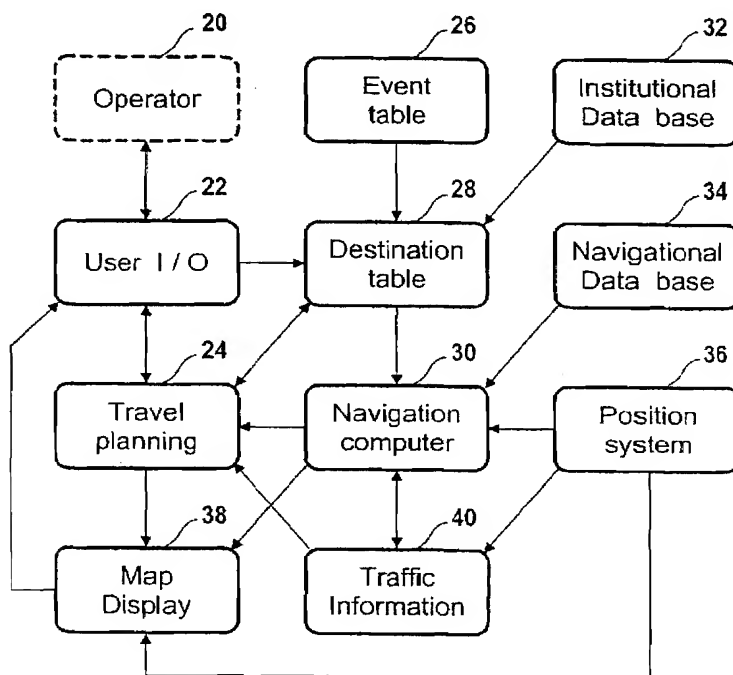 20
26
32
Operator
Event
table
Institutional
Data base
22
28
34
User I / O
Destination
table
Navigational
Data base
24
30
36
Travel
planning
Navigation
computer
Position
system
38
40
Map
Display
Traffic
Information